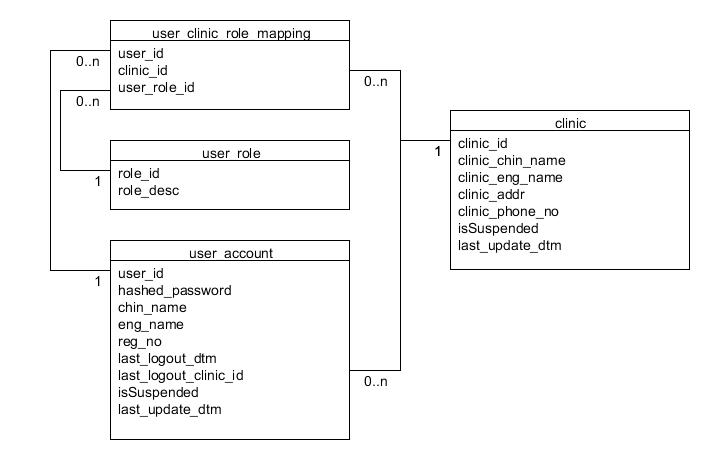 user_clinic_role_mapping
user_id
clinic_id
user_role_id
0..n
0..n
0..n
user_role
role_id
role_desc
1
clinic
clinic_id
clinic_chin_name
clinic_eng_name
clinic_addr
clinic_phone_no
isSuspended
last_update_dtm
1
user_account
user_id
hashed_password
chin_name
eng_name
reg_no
last_logout_dtm
last_logout_clinic_id
isSuspended
last_update_dtm
1
0..n